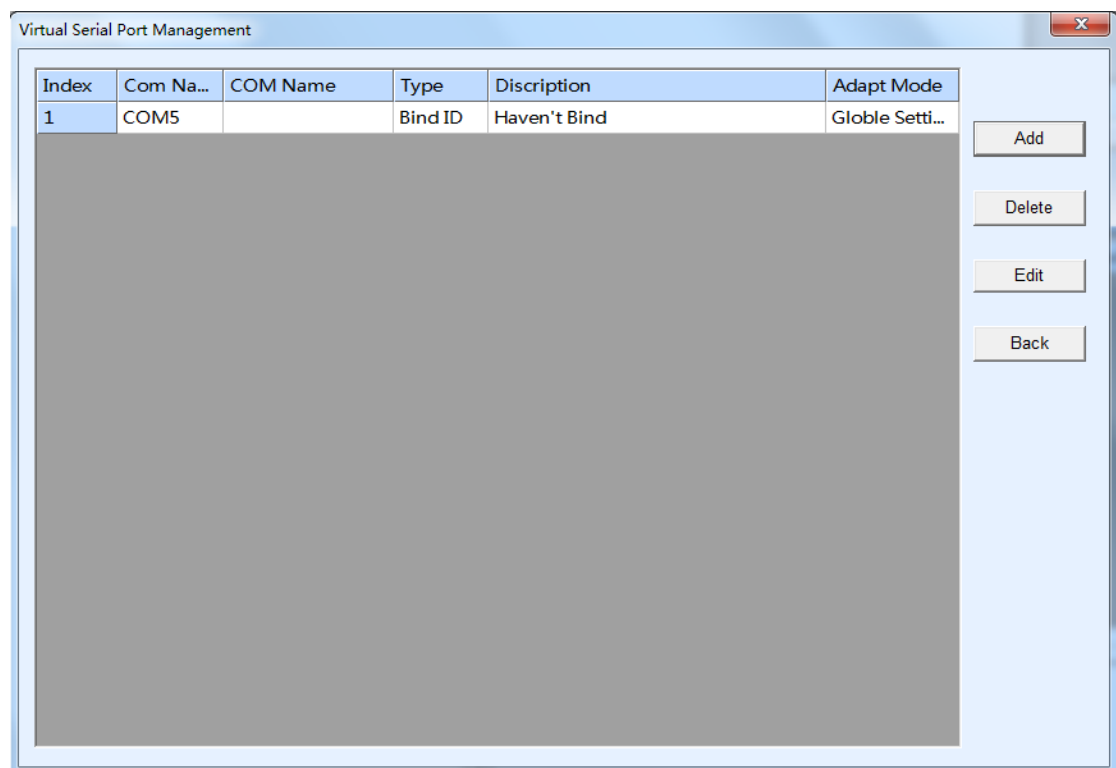 Virtual Serial Port Management
Index Com Na... COM Name Type Discription Adapt Mode
1 COM5 Bind ID Haven't Bind Globle Setti...
Add
Delete
Edit
Back